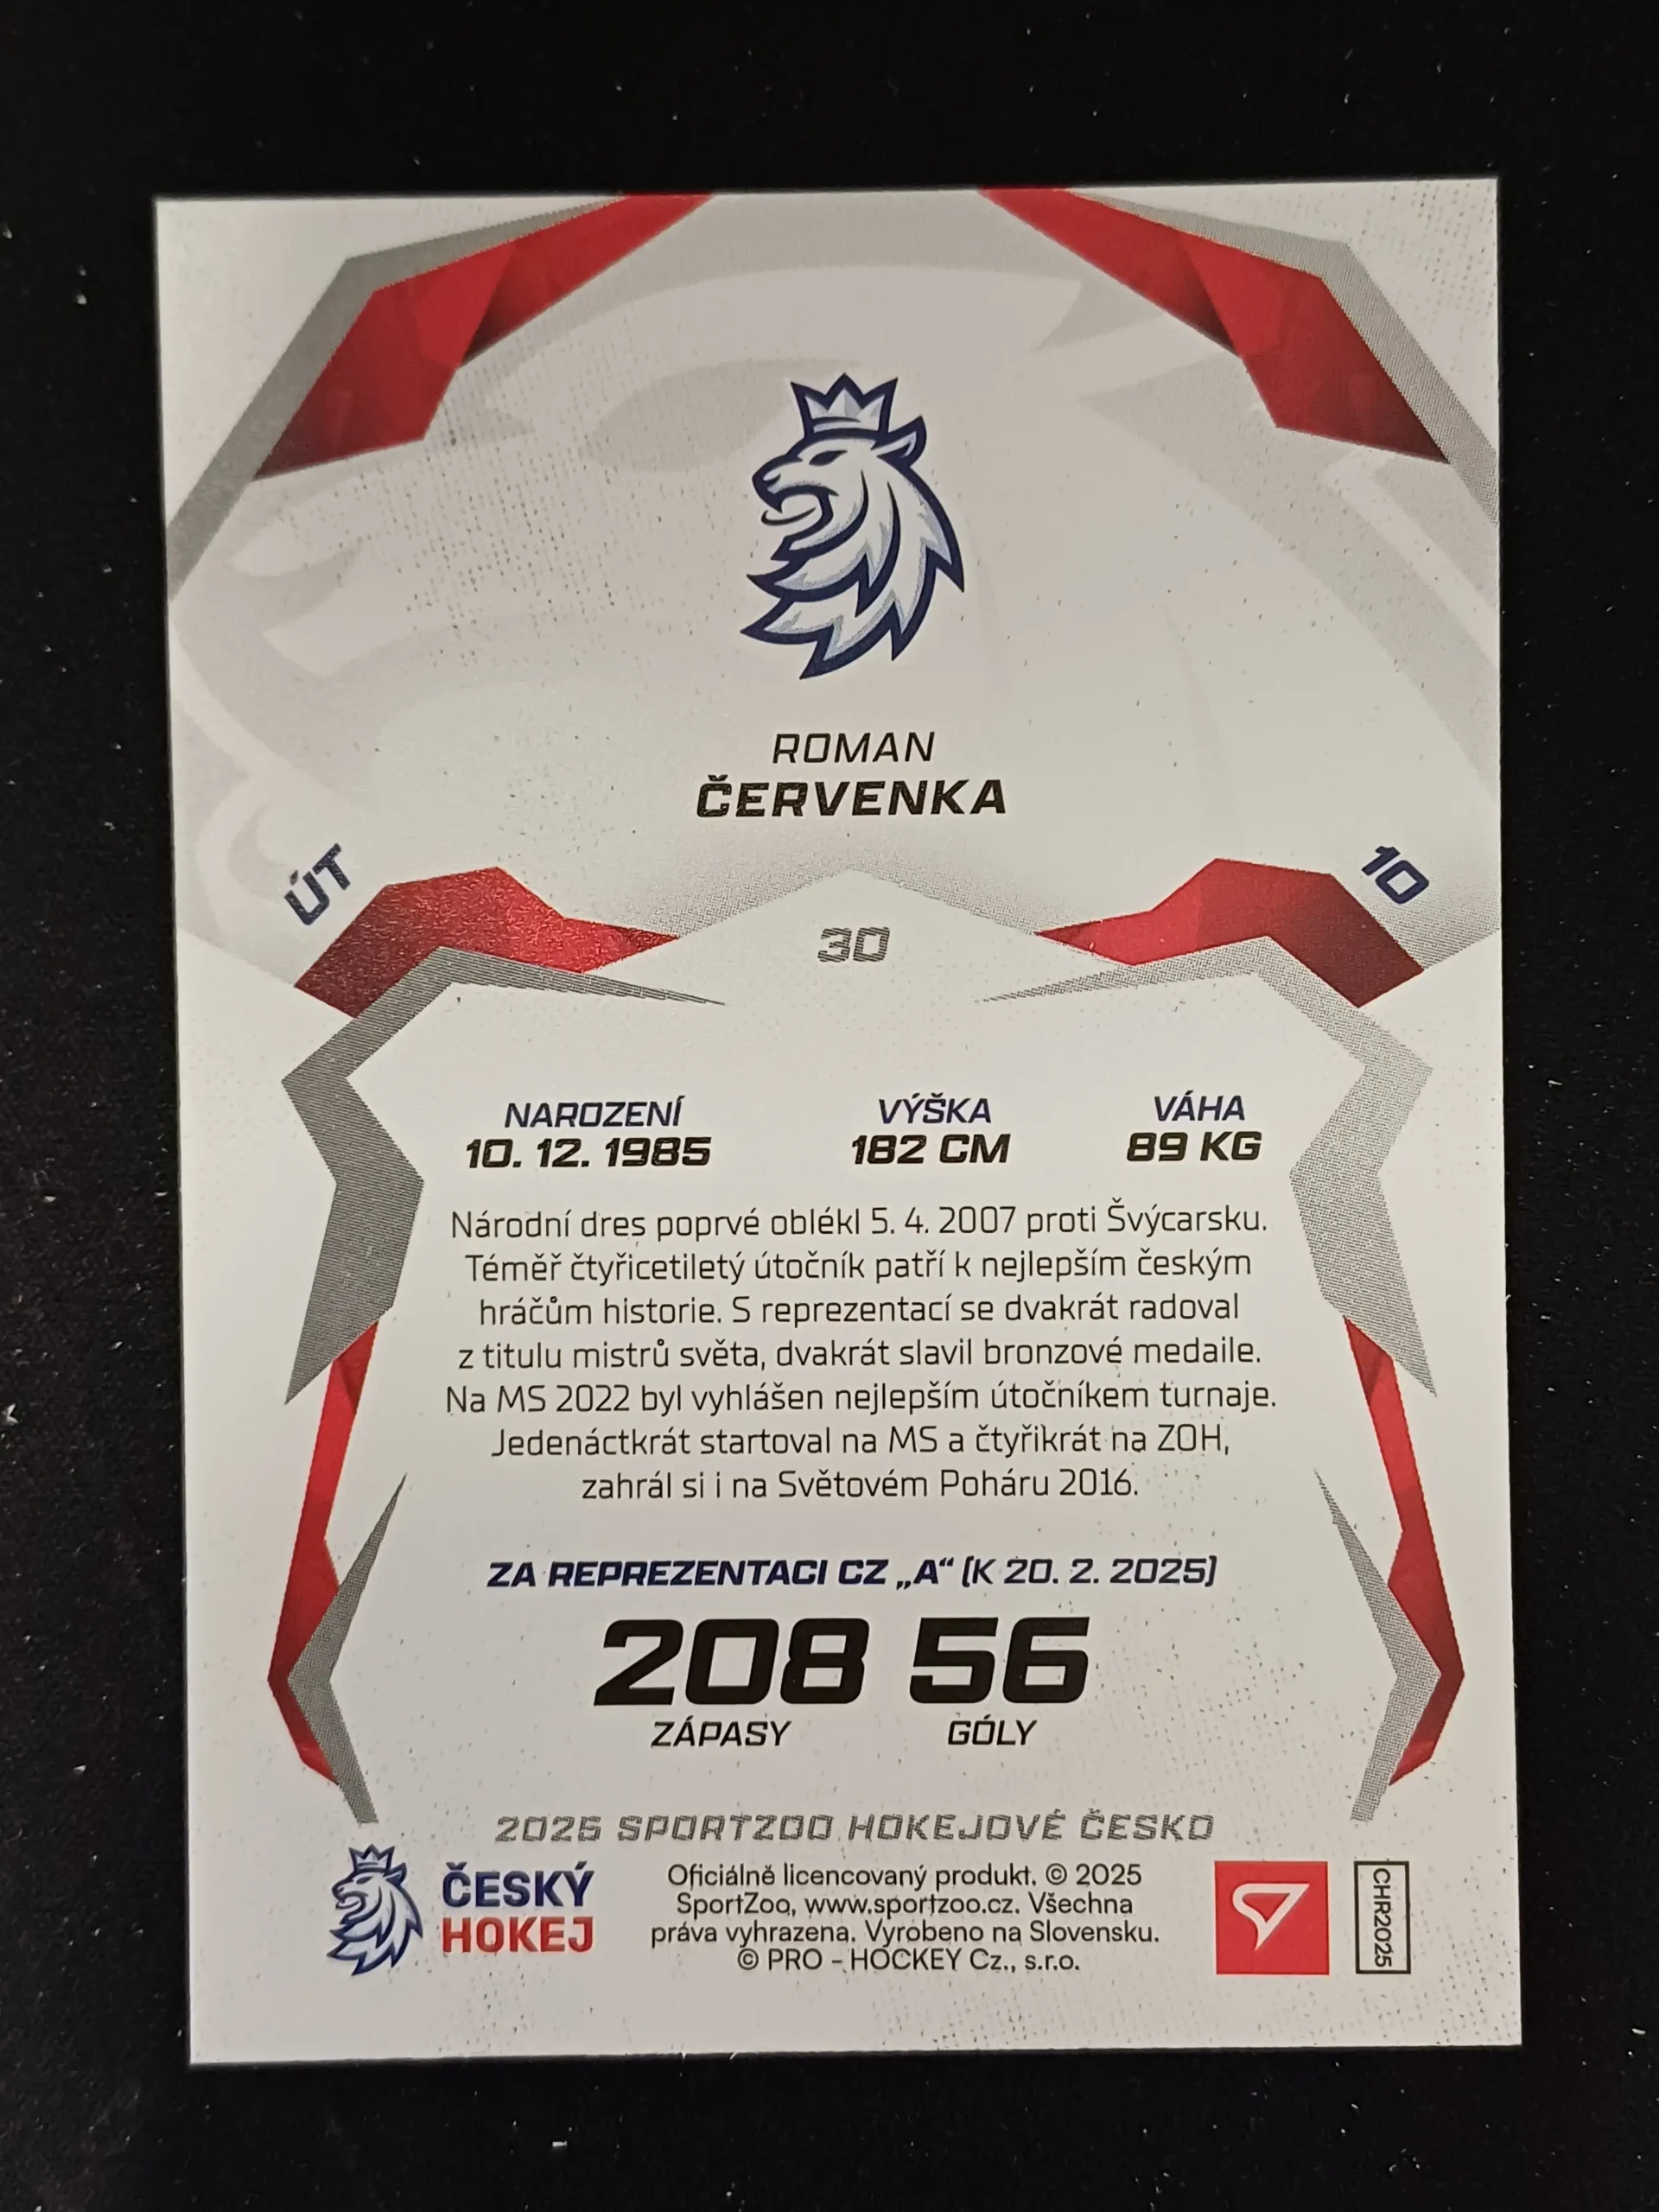 ROMAN
ČERVENKA
ÚT
10
30
NAROZENÍ VÝŠKA VÁHA
10. 12. 1985 182 CM 89 KG
Národní dres poprvé oblékl 5. 4. 2007 proti Švýcarsku.
Téměř čtyřicetiletý útočník patří k nejlepším českým
hráčům historie. S reprezentací se dvakrát radoval
z titulu mistrů světa, dvakrát slavil bronzové medaile.
Na MS 2022 byl vyhlášen nejlepším útočníkem turnaje.
Jedenáctkrát startoval na MS a čtyřikrát na ZOH,
zahrál si i na Světovém Poháru 2016.
ZA REPREZENTACI CZ „A“ (K 20. 2. 2025)
208 56
ZÁPASY GÓLY
2025 SPORTZOO HOKEJOVÉ ČESKO
ČESKÝ
HOKEJ
Oficiálně licencovaný produkt. © 2025
SportZoo, www.sportzoo.cz. Všechna
práva vyhrazena. Vyrobeno na Slovensku.
© PRO - HOCKEY Cz., s.r.o.
CHR2025